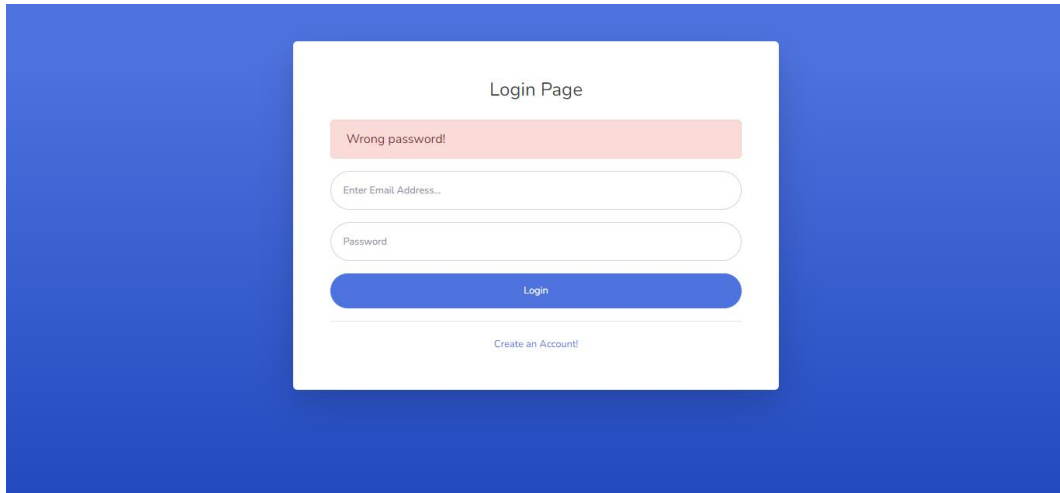 Login Page
Wrong password!
Enter Email Address...
Password
Login
Create an Account!